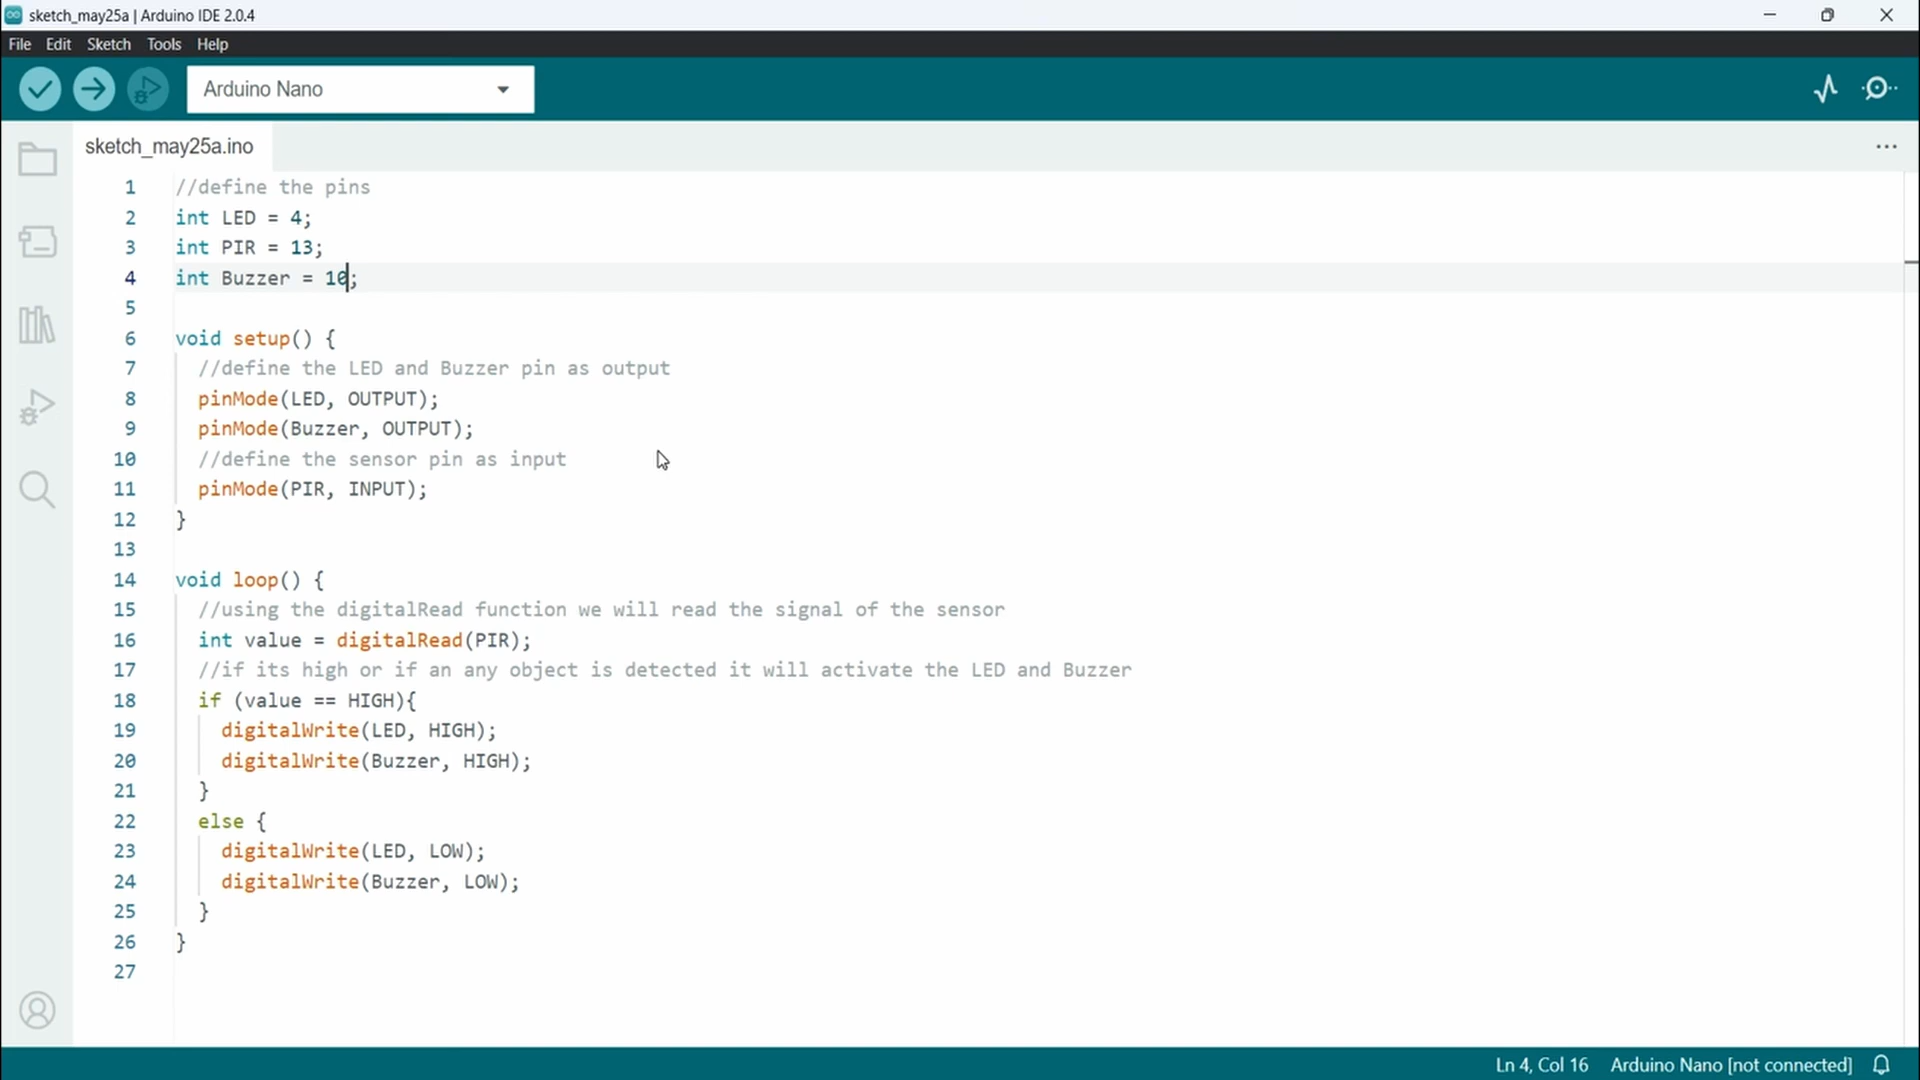 sketch_may25a | Arduino IDE 2.0.4
File Edit Sketch Tools Help
Arduino Nano
sketch_may25a.ino
1 //define the pins
2 int LED = 4;
3 int PIR = 13;
4 int Buzzer = 10;
5
6 void setup() {
7 //define the LED and Buzzer pin as output
8 pinMode(LED, OUTPUT);
9 pinMode(Buzzer, OUTPUT);
10 //define the sensor pin as input
11 pinMode(PIR, INPUT);
12 }
13
14 void loop() {
15 //using the digitalRead function we will read the signal of the sensor
16 int value = digitalRead(PIR);
17 //if its high or if an any object is detected it will activate the LED and Buzzer
18 if (value == HIGH){
19 digitalWrite(LED, HIGH);
20 digitalWrite(Buzzer, HIGH);
21 }
22 else {
23 digitalWrite(LED, LOW);
24 digitalWrite(Buzzer, LOW);
25 }
26 }
27
Ln 4, Col 16 Arduino Nano [not connected]